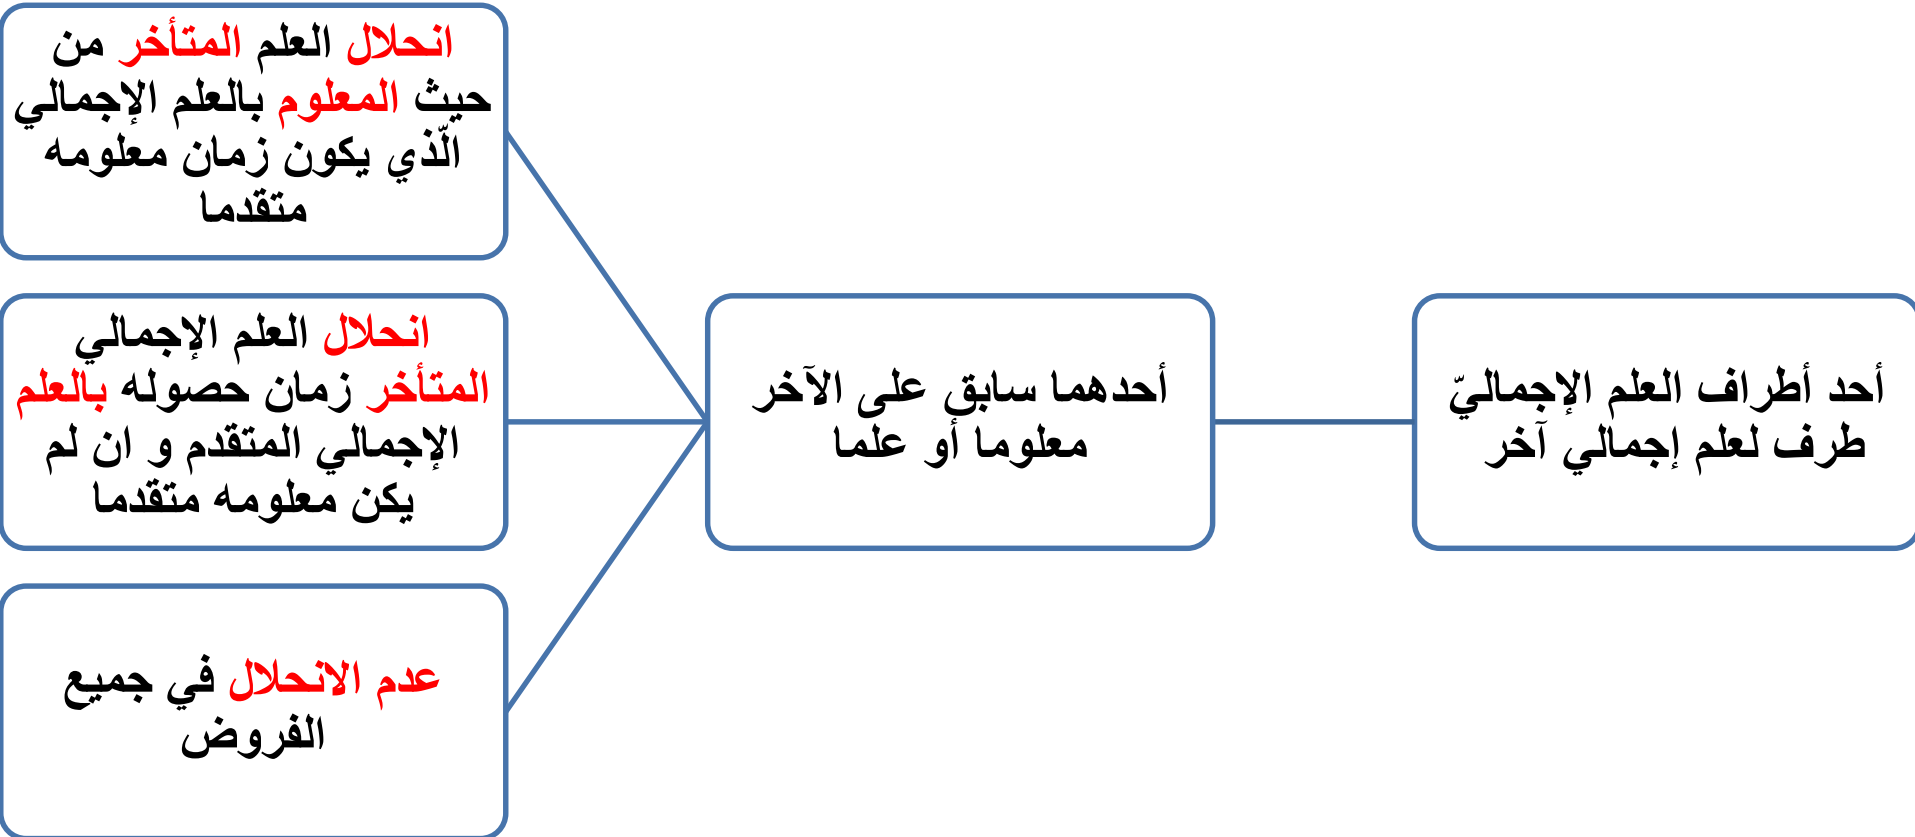 أحد أطراف العلم الإجماليّ
طرف لعلم إجمالي آخر
أحدهما سابق على الآخر
معلوما أو علما
انحلال العلم المتأخر من
حيث المعلوم بالعلم الإجمالي
الّذي يكون زمان معلومه
متقدما
انحلال العلم الإجمالي
المتأخر زمان حصوله بالعلم
الإجمالي المتقدم و ان لم
يكن معلومه متقدما
عدم الانحلال في جميع
الفروض